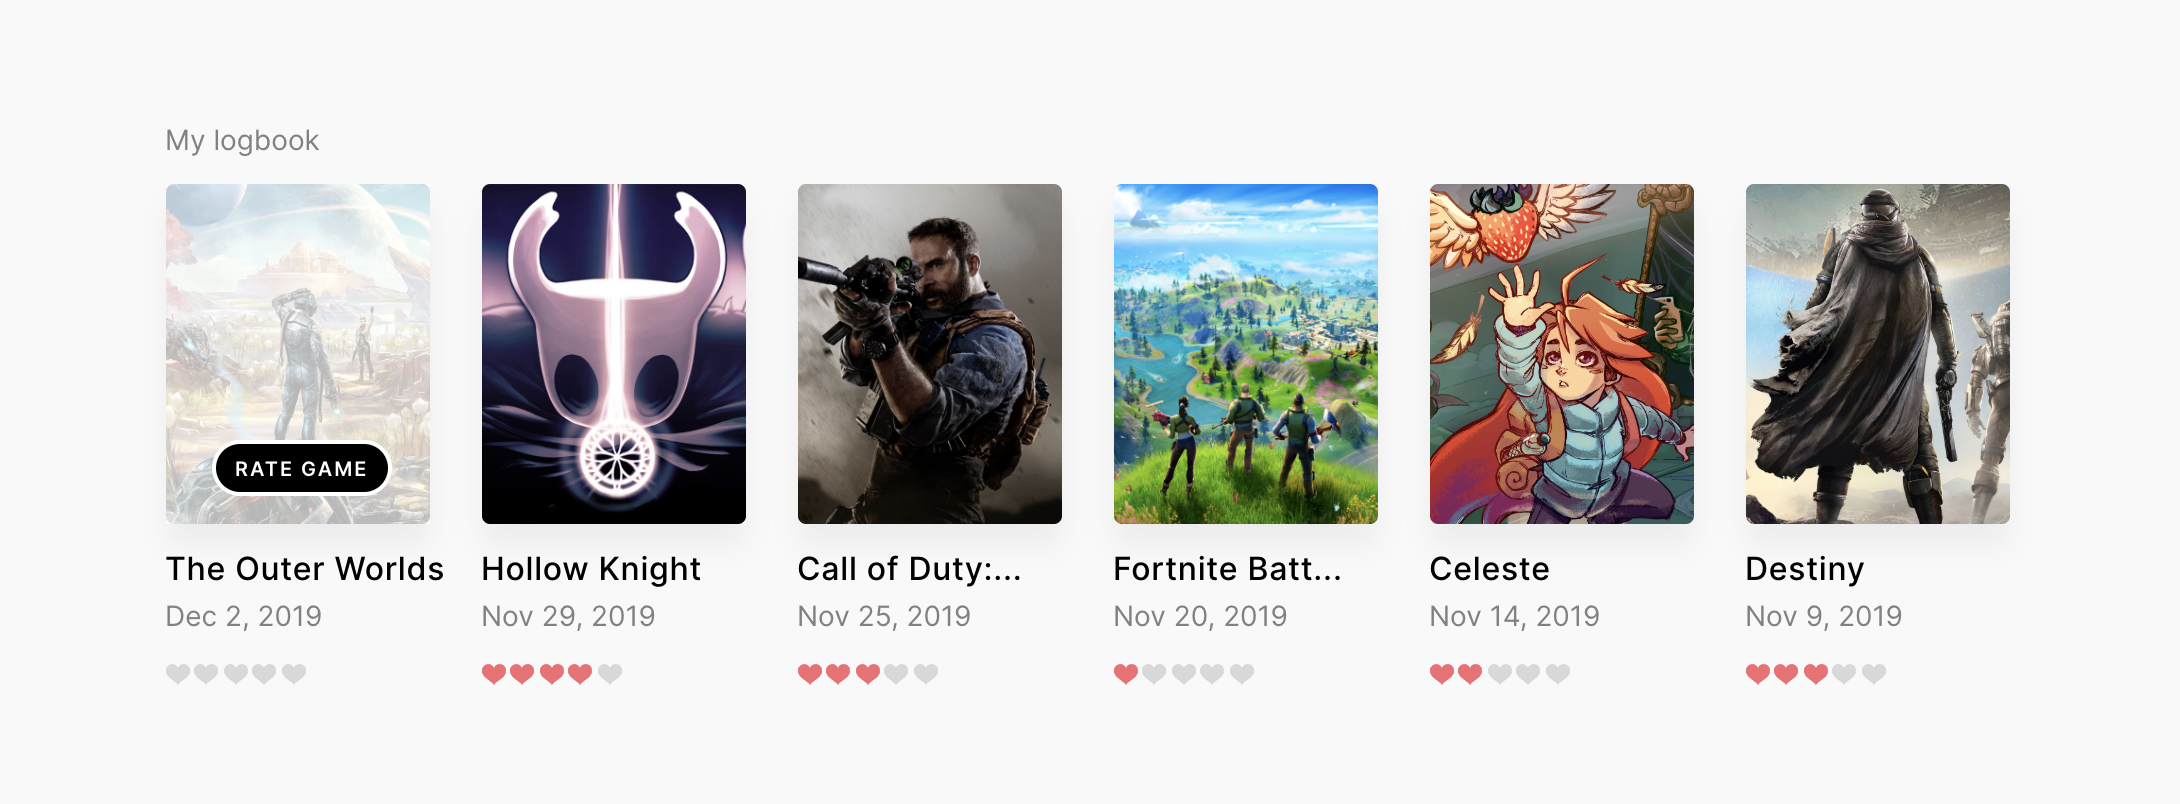 My logbook
RATE GAME
The Outer Worlds
Dec 2, 2019
Hollow Knight
Nov 29, 2019
Call of Duty:...
Nov 25, 2019
Fortnite Batt...
Nov 20, 2019
Celeste
Nov 14, 2019
Destiny
Nov 9, 2019